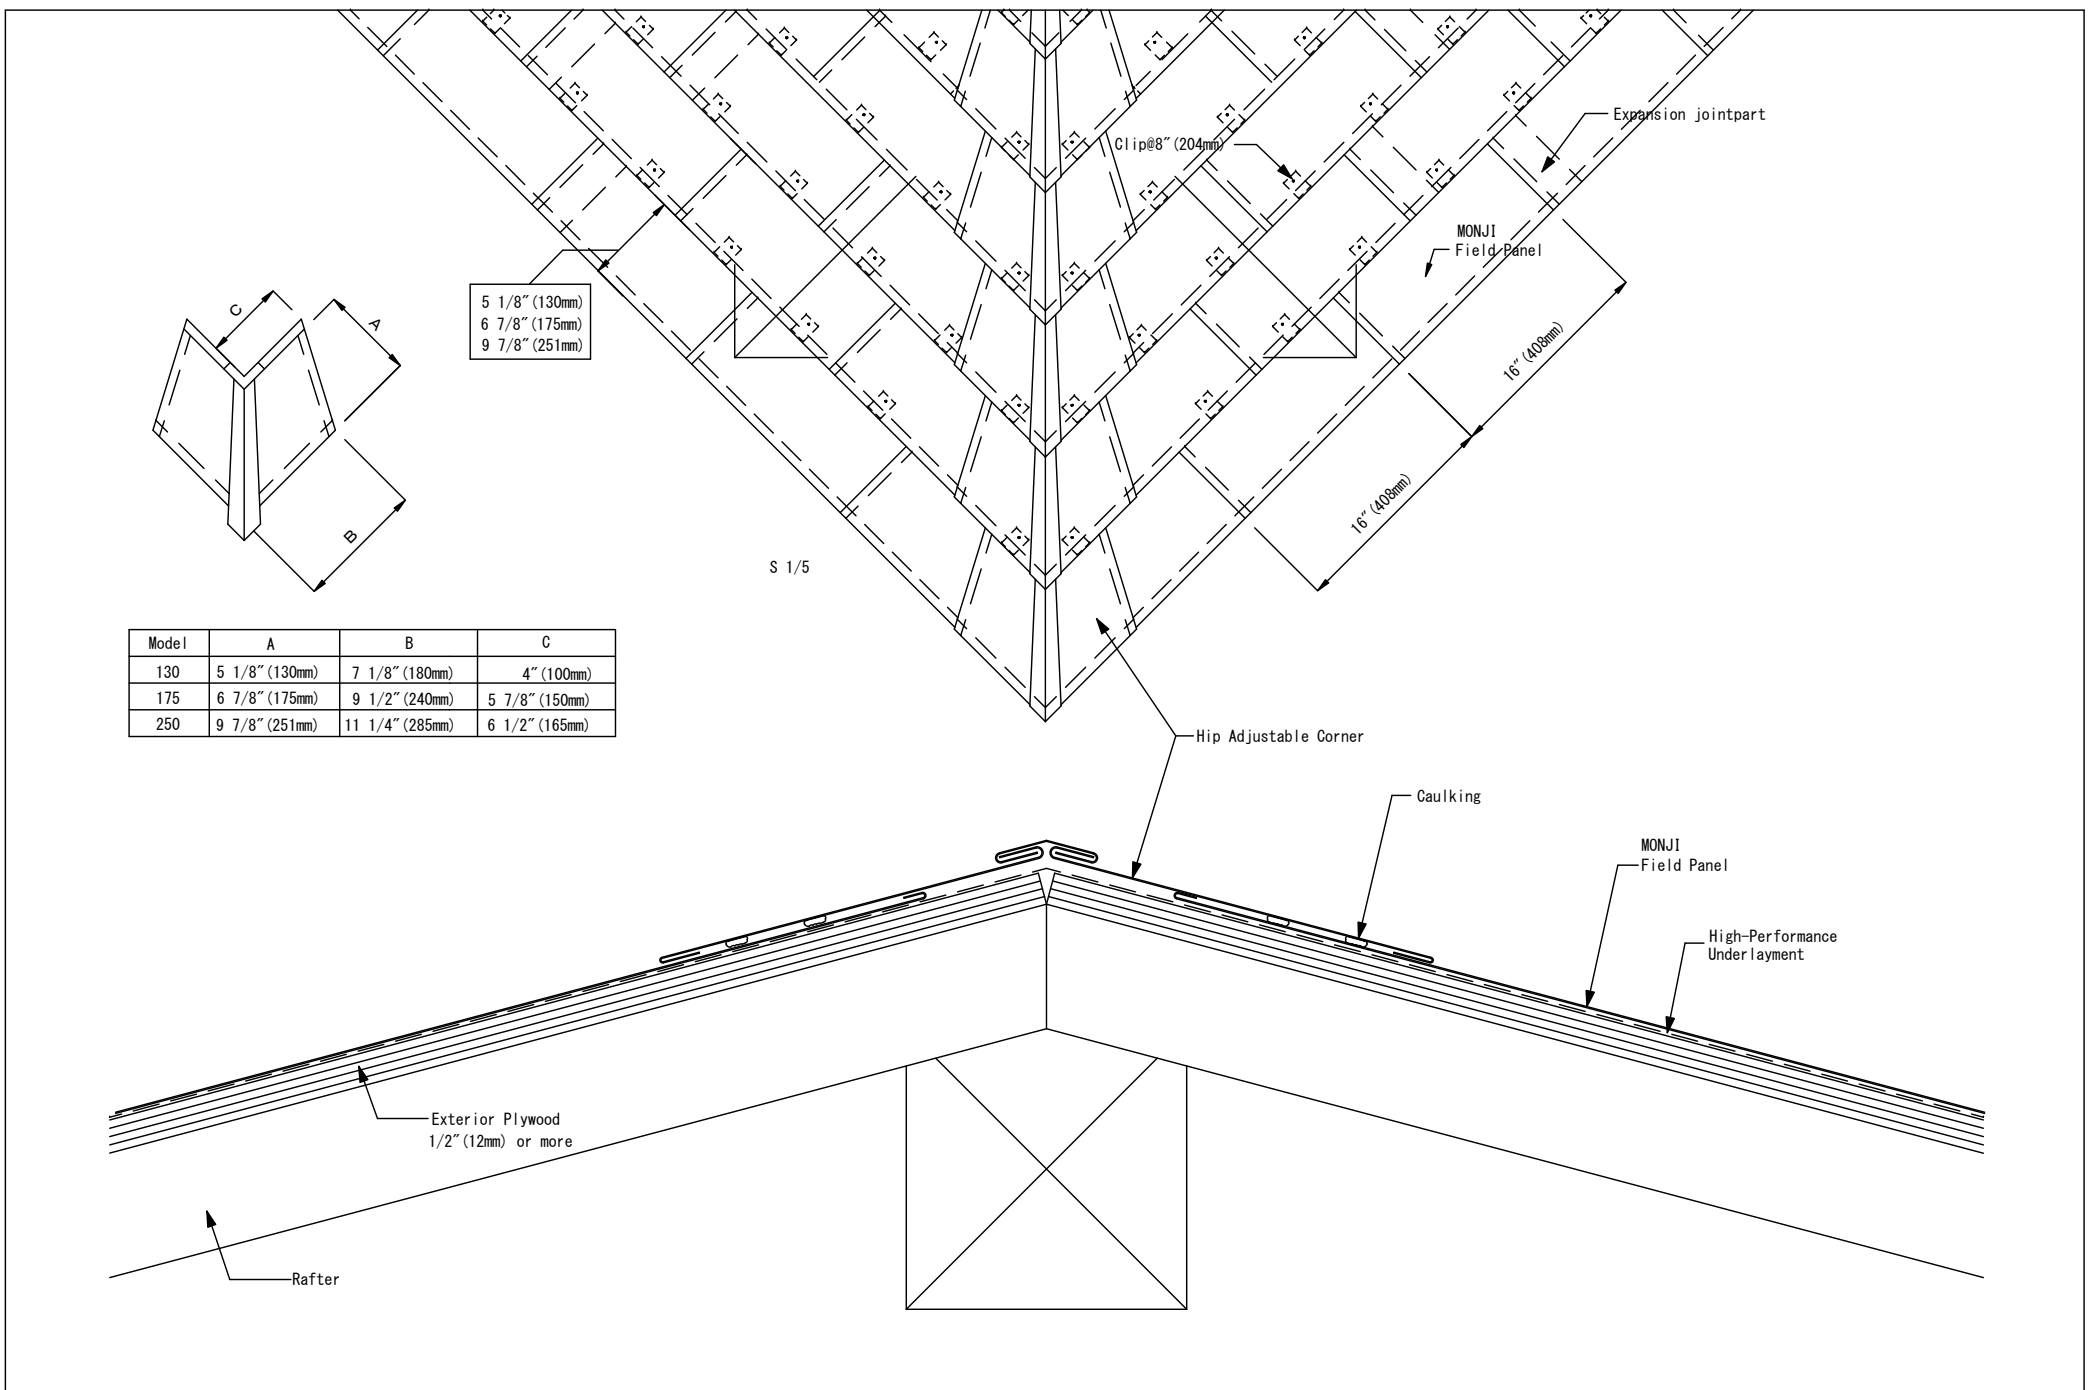 Expansion jointpart
Clip@8″(204mm)
MONJI
Field Panel
5 1/8″(130mm)
6 7/8″(175mm)
9 7/8″(251mm)
C
A
B
16″(408mm)
16″(408mm)
S 1/5
Model A B C
130 5 1/8″(130mm) 7 1/8″(180mm) 4″(100mm)
175 6 7/8″(175mm) 9 1/2″(240mm) 5 7/8″(150mm)
250 9 7/8″(251mm) 11 1/4″(285mm) 6 1/2″(165mm)
Hip Adjustable Corner
Caulking
MONJI
Field Panel
High-Performance
Underlayment
Exterior Plywood
1/2″(12mm) or more
Rafter